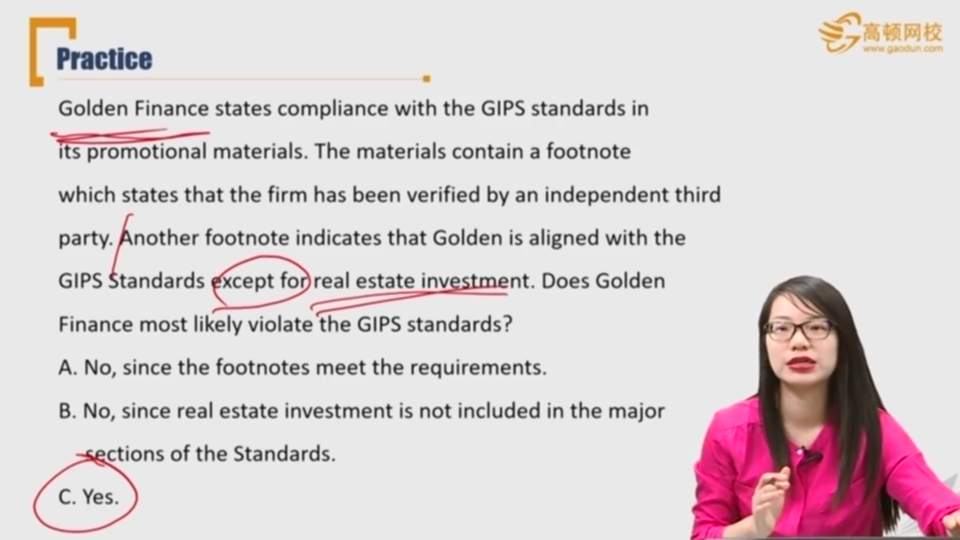 Practice
高顿网校
www.gaodun.com
Golden Finance states compliance with the GIPS standards in
its promotional materials. The materials contain a footnote
which states that the firm has been verified by an independent third
party. Another footnote indicates that Golden is aligned with the
GIPS Standards except for real estate investment. Does Golden
Finance most likely violate the GIPS standards?
A. No, since the footnotes meet the requirements.
B. No, since real estate investment is not included in the major
sections of the Standards.
C. Yes.